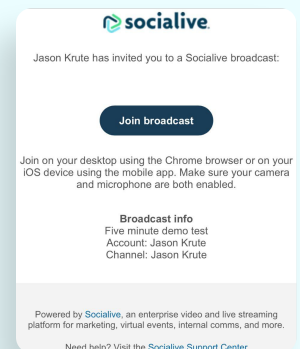 socialive.
Jason Krute has invited you to a Socialive broadcast:
Join broadcast
Join on your desktop using the Chrome browser or on your
iOS device using the mobile app. Make sure your camera
and microphone are both enabled.
Broadcast info
Five minute demo test
Account: Jason Krute
Channel: Jason Krute
Powered by Socialive, an enterprise video and live streaming
platform for marketing, virtual events, internal comms, and more.
Need help? Visit the Socialive Support Center